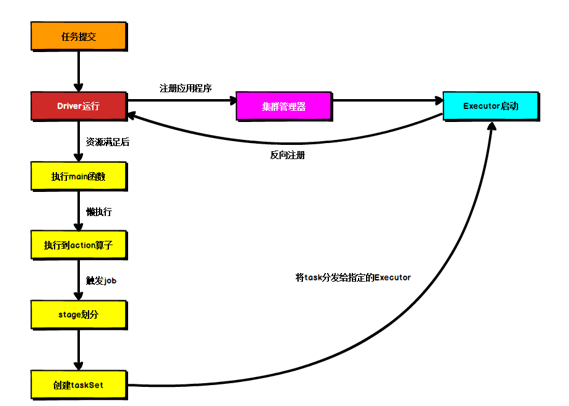 任务提交
Driver运行
注册应用程序
集群管理器
Executor启动
反向注册
资源满足后
执行main函数
懒执行
执行到action算子
触发job
将task分发给指定的Executor
stage划分
创建taskSet